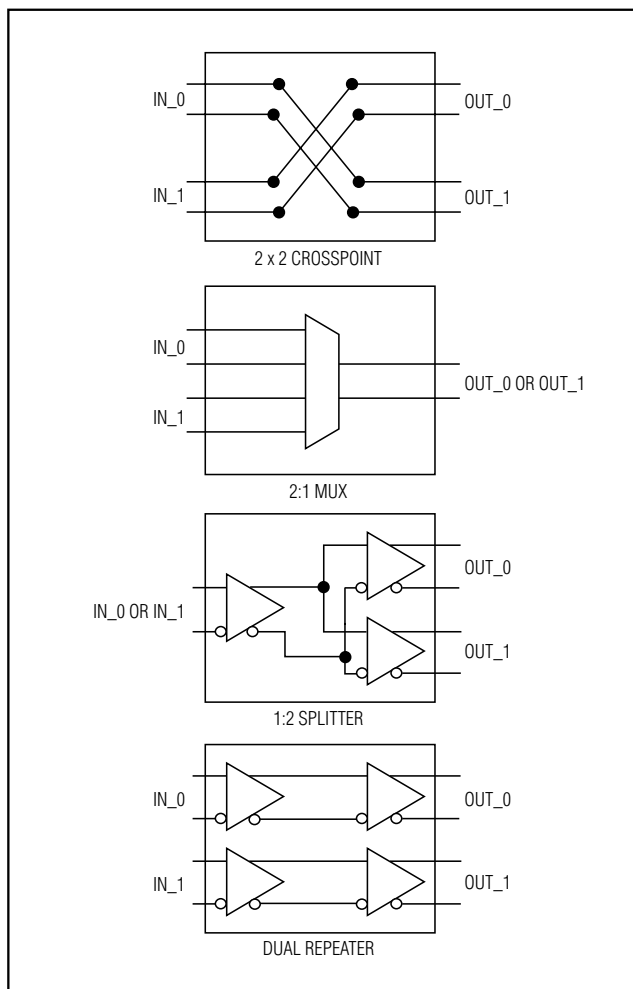 IN_0
OUT_0
IN_1
OUT_1
2 x 2 CROSSPOINT
IN_0
OUT_0 OR OUT_1
IN_1
2:1 MUX
OUT_0
IN_0 OR IN_1
OUT_1
1:2 SPLITTER
IN_0
OUT_0
IN_1
OUT_1
DUAL REPEATER